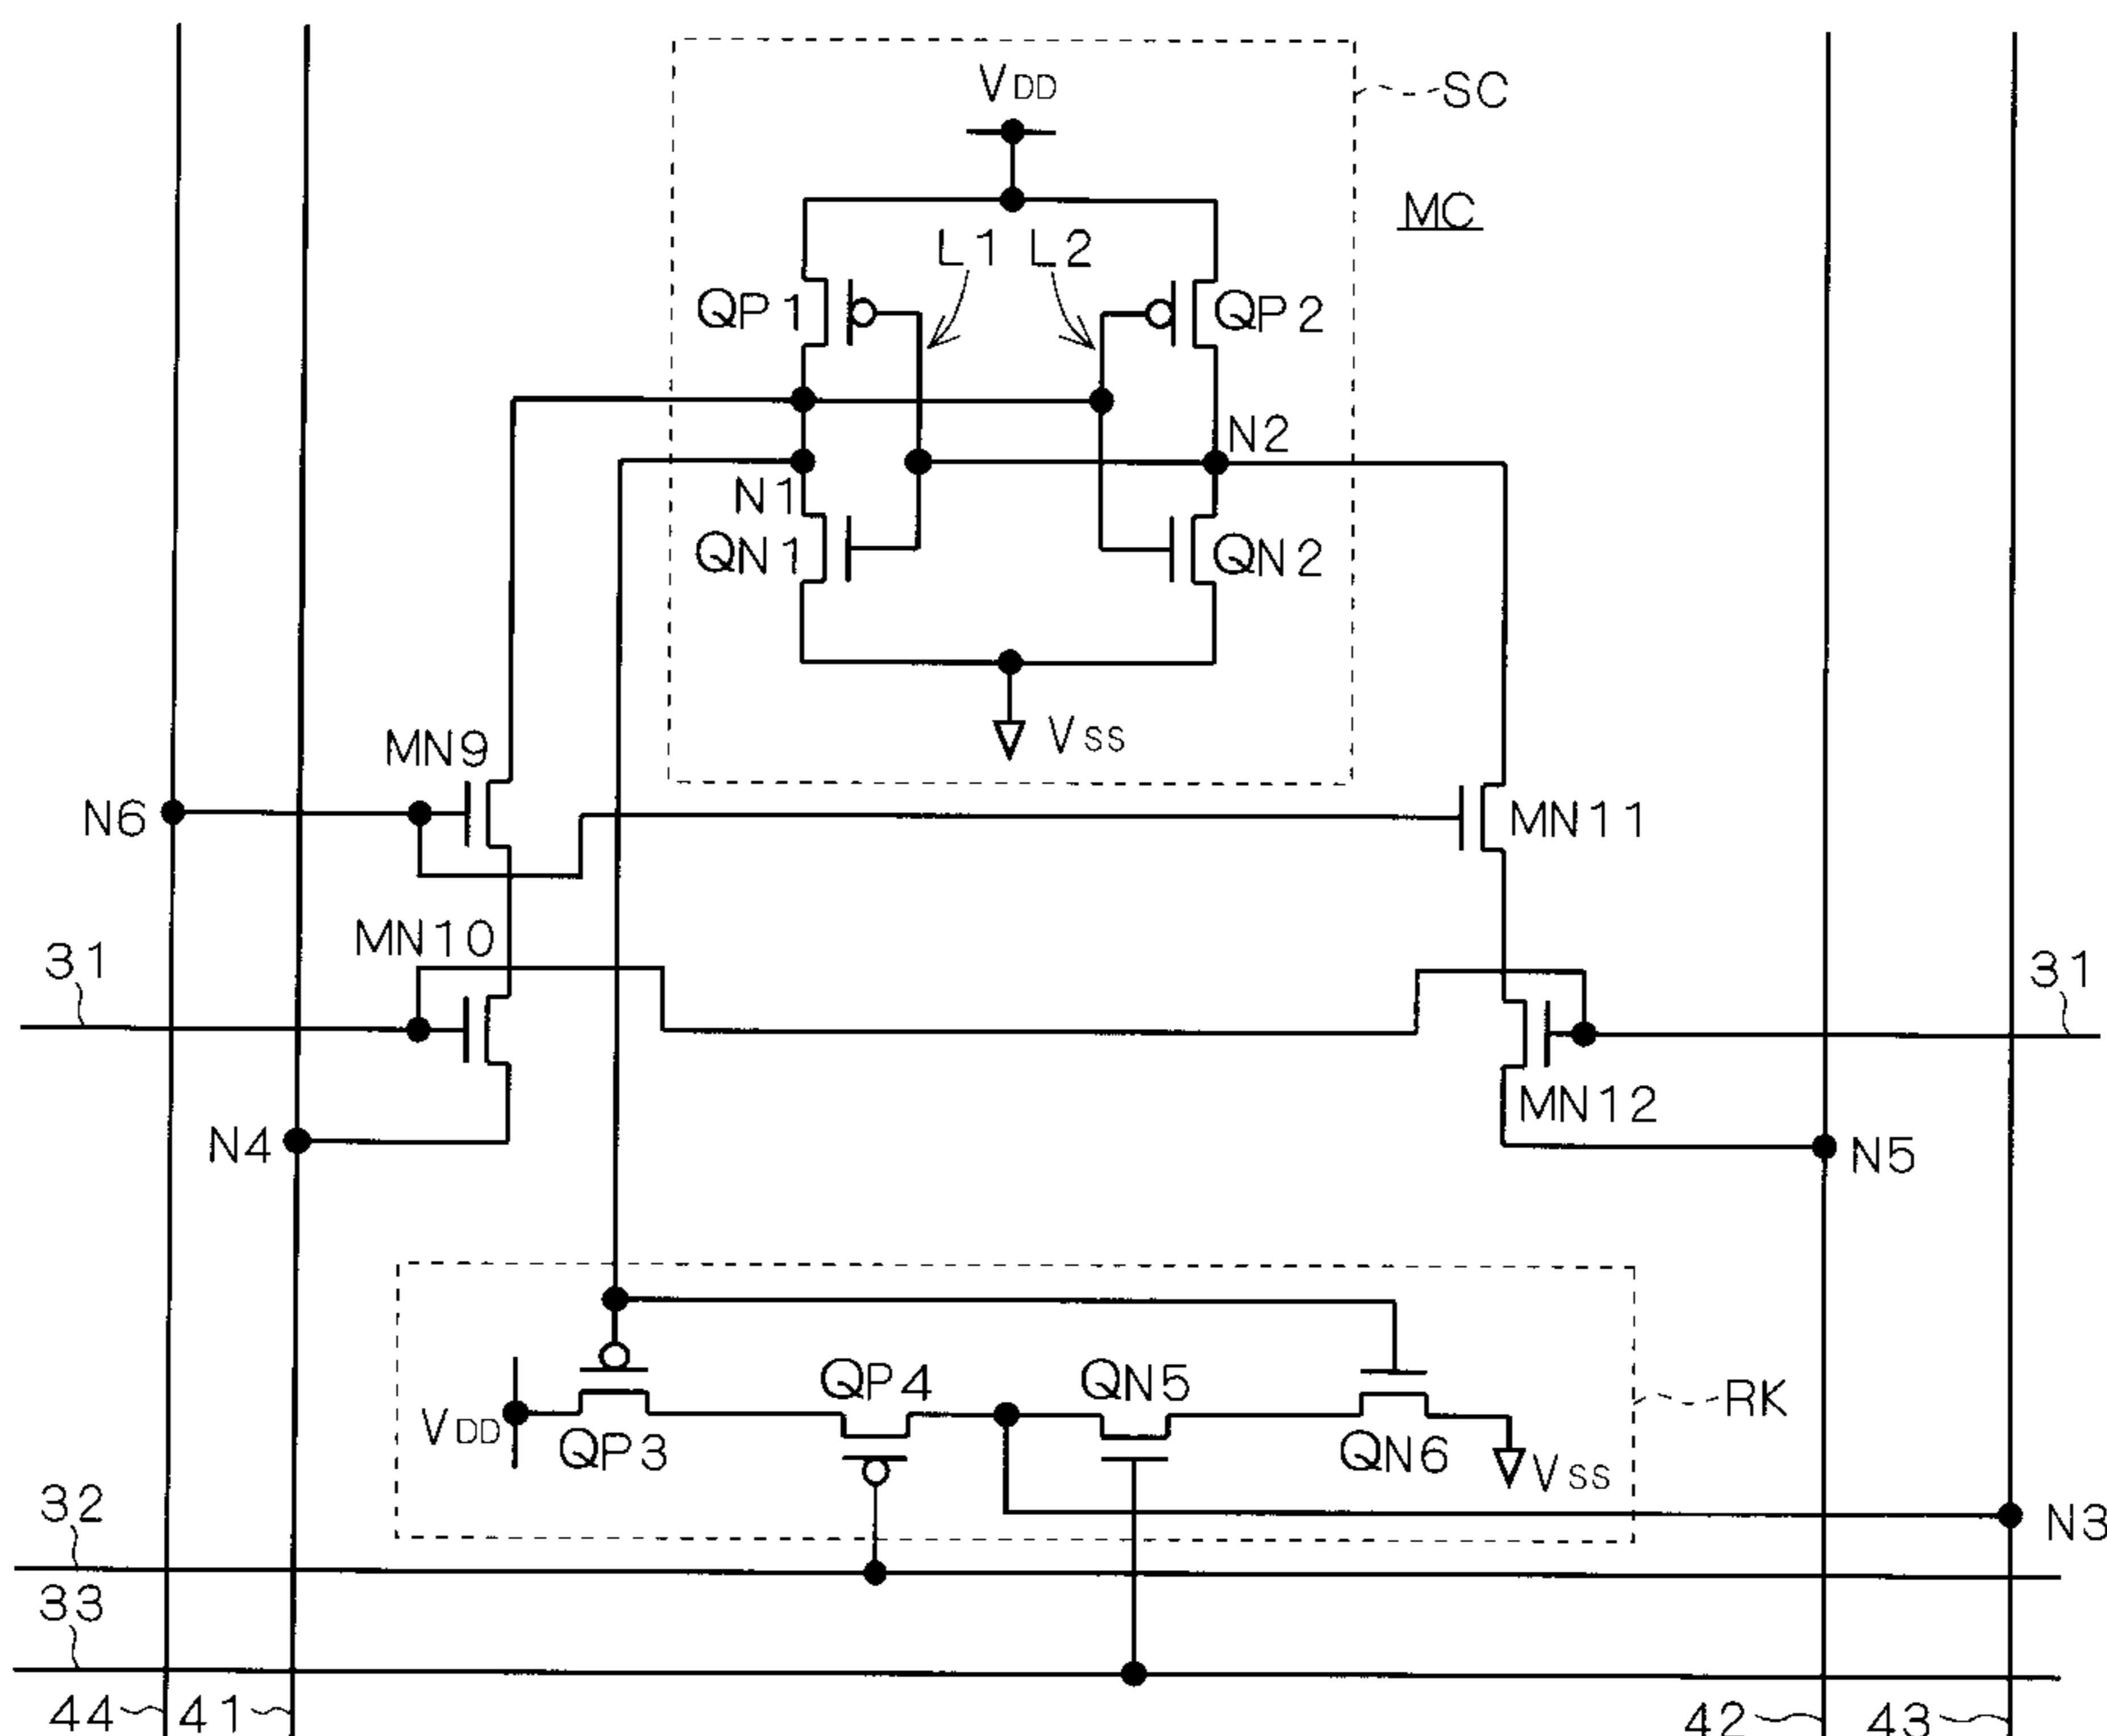 VDD
SC
MC
L1 L2
QP1
QP2
N2
N1
QN1
QN2
VSS
MN9
N6
MN11
MN10
31
31
MN12
N4
N5
QP4
QN5
RK
VDD
QP3
QN6
VSS
32
N3
33
44
41
42
43